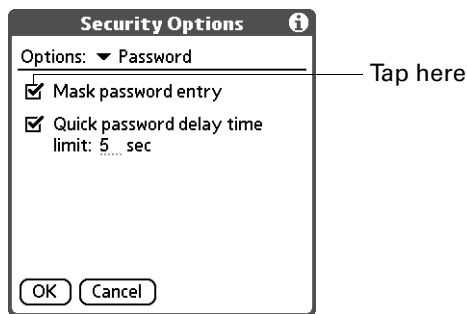 Security Options
Options: Password
Tap here
Mask password entry
Quick password delay time
limit: 5 sec
OK Cancel